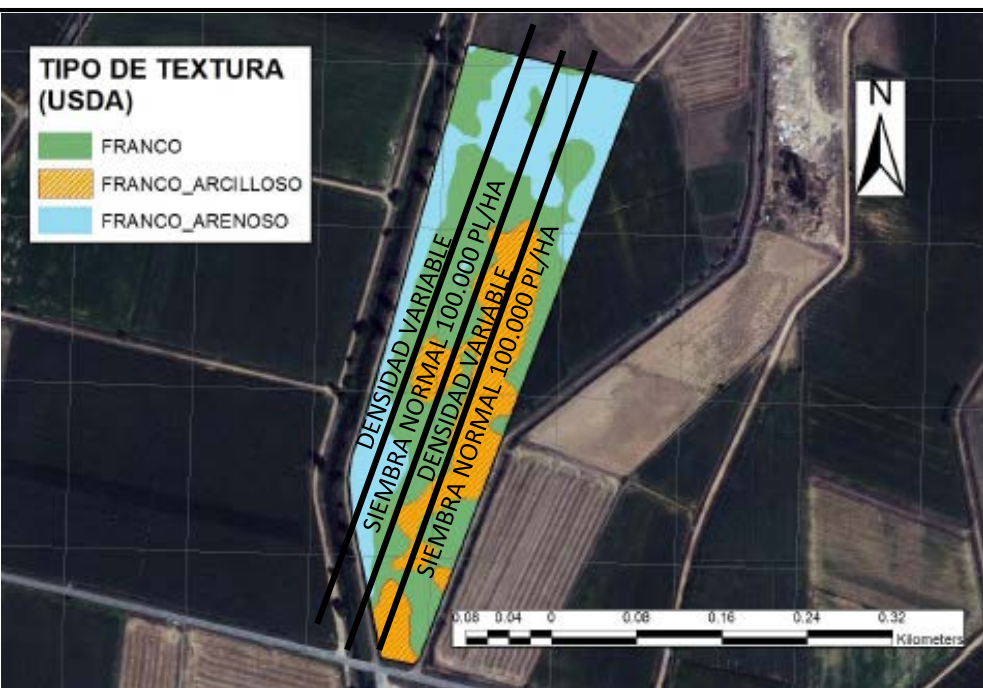 TIPO DE TEXTURA
(USDA)
FRANCO
FRANCO_ARCILLOSO
FRANCO_ARENOSO
N
DENSIDAD VARIABLE
SIEMBRA NORMAL 100.000 PL/HA
DENSIDAD VARIABLE
SIEMBRA NORMAL 100.000 PL/HA
0.08 0.04 0 0.08 0.16 0.24 0.32
Kilometers